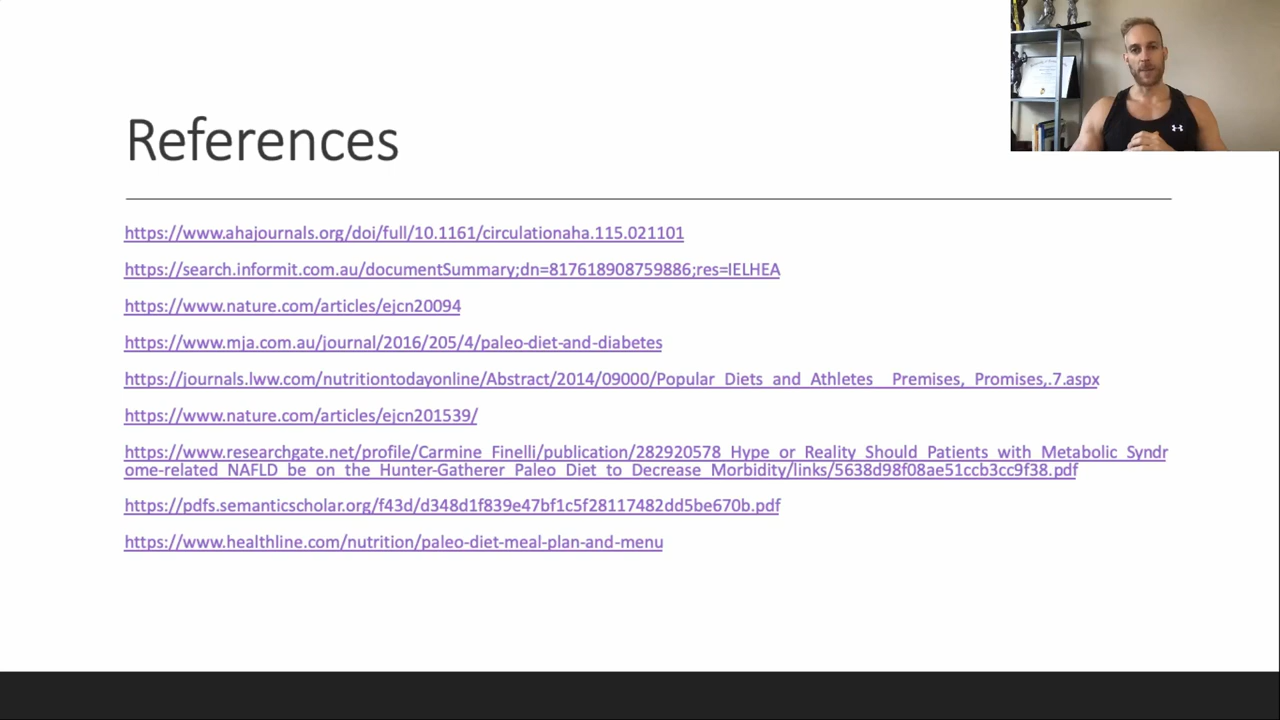 References
https://www.ahajournals.org/doi/full/10.1161/circulationaha.115.021101
https://search.informit.com.au/documentSummary;dn=817618908759886;res=IELHEA
https://www.nature.com/articles/ejcn20094
https://www.mja.com.au/journal/2016/205/4/paleo-diet-and-diabetes
https://journals.lww.com/nutritiontodayonline/Abstract/2014/09000/Popular_Diets_and_Athletes__Premises,_Promises,.7.aspx
https://www.nature.com/articles/ejcn201539/
https://www.researchgate.net/profile/Carmine_Finelli/publication/282920578_Hype_or_Reality_Should_Patients_with_Metabolic_Syndr
ome-related_NAFLD_be_on_the_Hunter-Gatherer_Paleo_Diet_to_Decrease_Morbidity/links/5638d98f08ae51ccb3cc9f38.pdf
https://pdfs.semanticscholar.org/f43d/d348d1f839e47bf1c5f28117482dd5be670b.pdf
https://www.healthline.com/nutrition/paleo-diet-meal-plan-and-menu